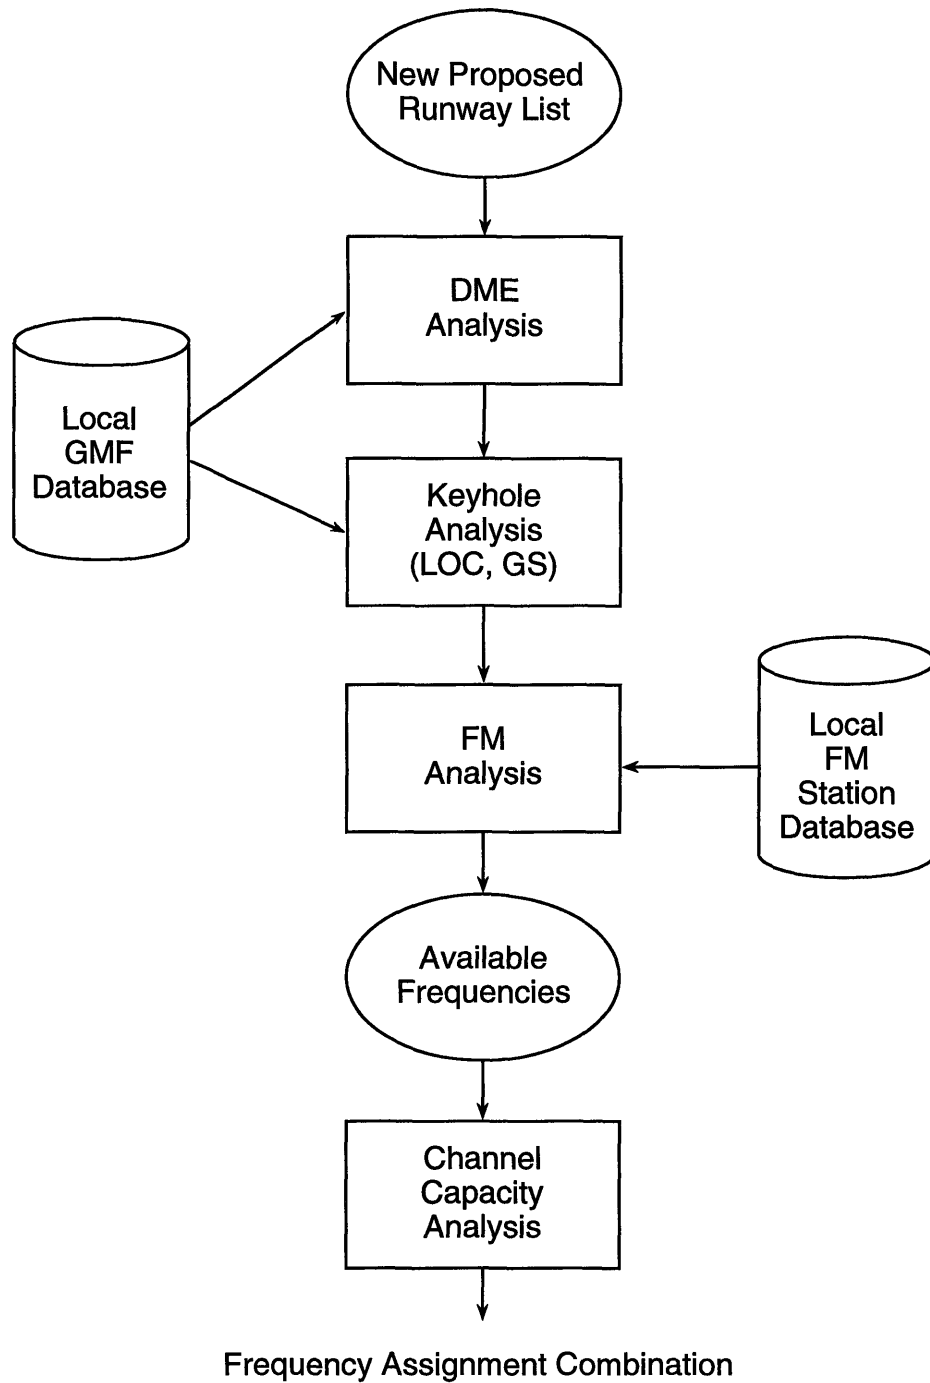 New Proposed
Runway List
DME
Analysis
Local
GMF
Database
Keyhole
Analysis
(LOC, GS)
FM
Analysis
Local
FM
Station
Database
Available
Frequencies
Channel
Capacity
Analysis
Frequency Assignment Combination